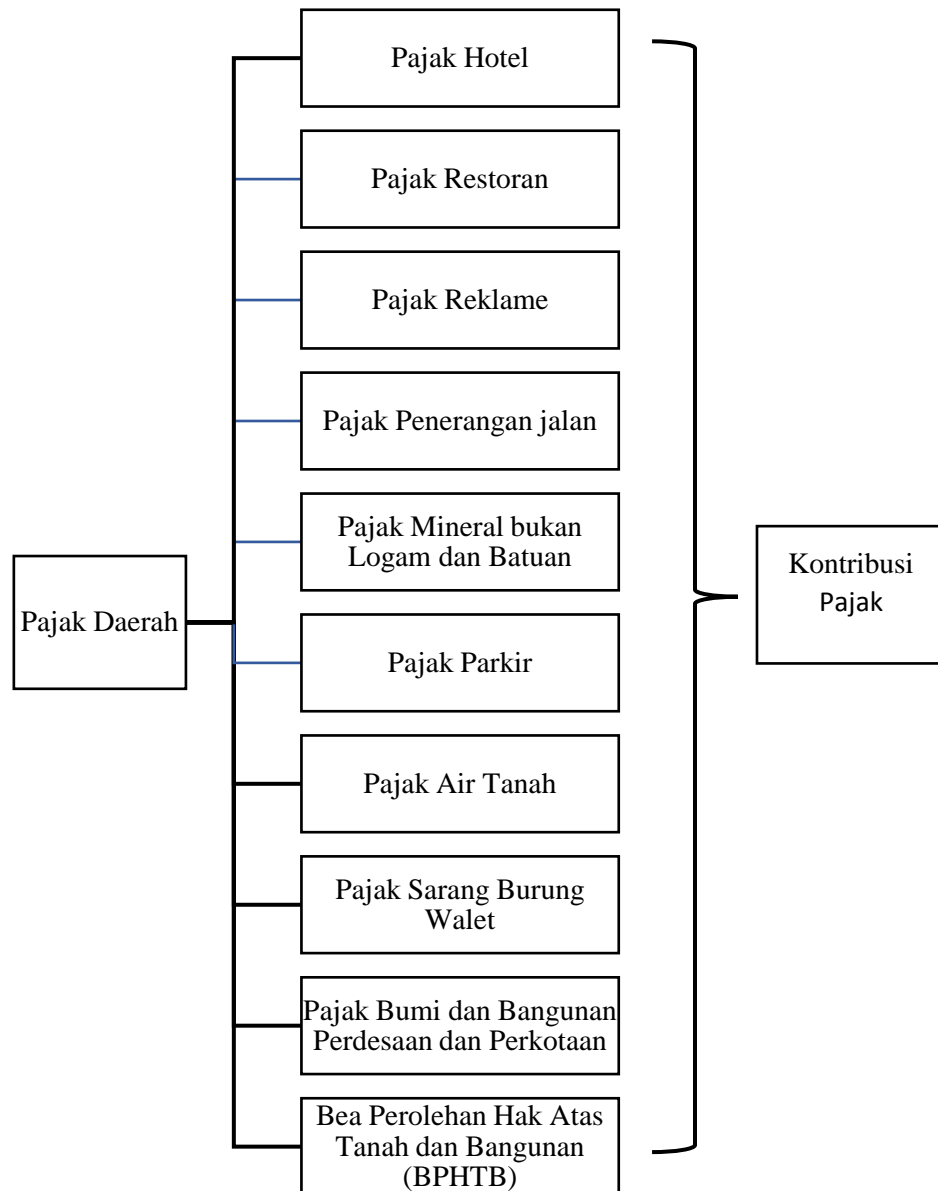 Pajak Hotel
Pajak Restoran
Pajak Reklame
Pajak Penerangan jalan
Pajak Mineral bukan
Logam dan Batuan
Pajak Daerah
Pajak Parkir
Pajak Air Tanah
Pajak Sarang Burung
Walet
Pajak Bumi dan Bangunan
Perdesaan dan Perkotaan
Bea Perolehan Hak Atas
Tanah dan Bangunan
(BPHTB)
Kontribusi
Pajak